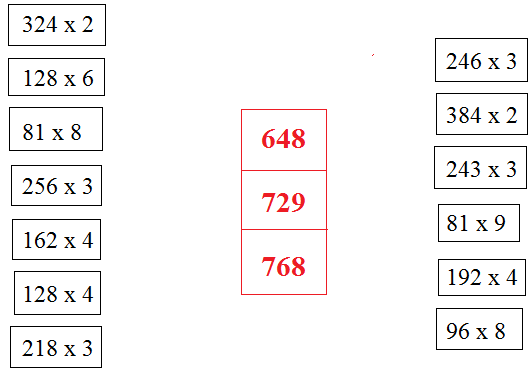 324 x 2
128 x 6
81 x 8
256 x 3
162 x 4
128 x 4
218 x 3
648
729
768
246 x 3
384 x 2
243 x 3
81 x 9
192 x 4
96 x 8